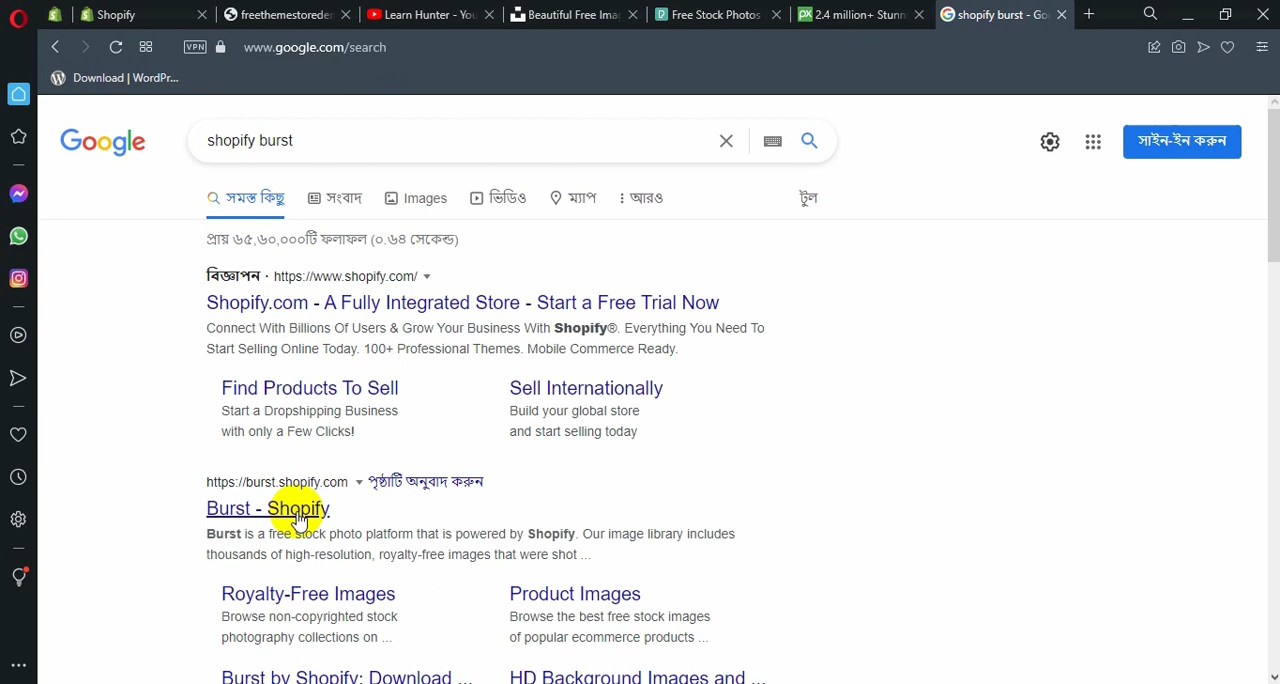 Shopify
freethemestoreder
Learn Hunter - You
Beautiful Free Imag
Free Stock Photos
2.4 million+ Stunn
shopify burst - Go
VPN
www.google.com/search
Download | WordPr...
Google
shopify burst
সাইন-ইন করুন
সমস্ত কিছু
সংবাদ
Images
ভিডিও
ম্যাপ
আরও
টুল
প্রায় ৬৫,৬০,০০০টি ফলাফল (০.৬৪ সেকেন্ড)
বিজ্ঞাপন · https://www.shopify.com/
Shopify.com - A Fully Integrated Store - Start a Free Trial Now
Connect With Billions Of Users & Grow Your Business With Shopify®. Everything You Need To
Start Selling Online Today. 100+ Professional Themes. Mobile Commerce Ready.
Find Products To Sell
Start a Dropshipping Business
with only a Few Clicks!
Sell Internationally
Build your global store
and start selling today
https://burst.shopify.com পৃষ্ঠাটি অনুবাদ করুন
Burst - Shopify
Burst is a free stock photo platform that is powered by Shopify. Our image library includes
thousands of high-resolution, royalty-free images that were shot ...
Royalty-Free Images
Browse non-copyrighted stock
photography collections on ...
Product Images
Browse the best free stock images
of popular ecommerce products ...
Burst by Shopify: Download ...
HD Background Images and ...